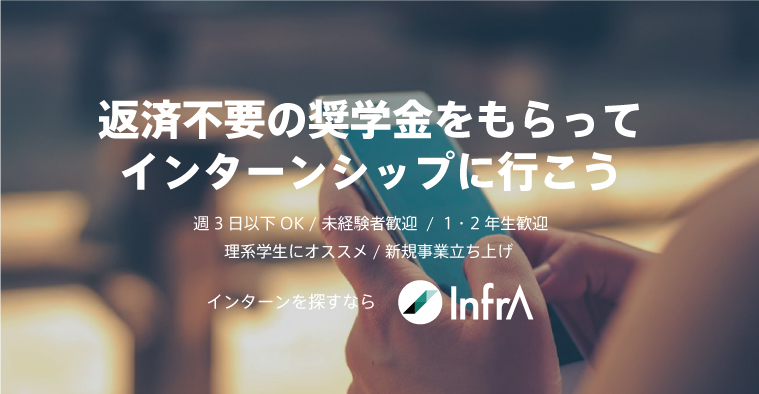 返済不要の奨学金をもらって
インターンシップに行こう
週３日以下 OK / 未経験者歓迎 / １・２年生歓迎
理系学生にオススメ / 新規事業立ち上げ
インターンを探すなら InfrA